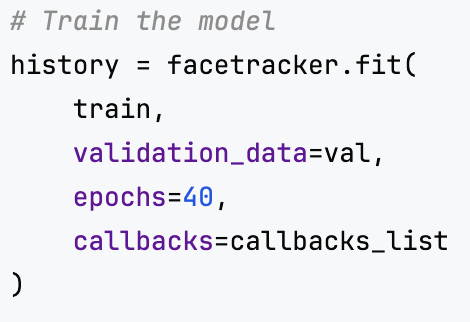 # Train the model
history = facetracker.fit(
    train,
    validation_data=val,
    epochs=40,
    callbacks=callbacks_list
)